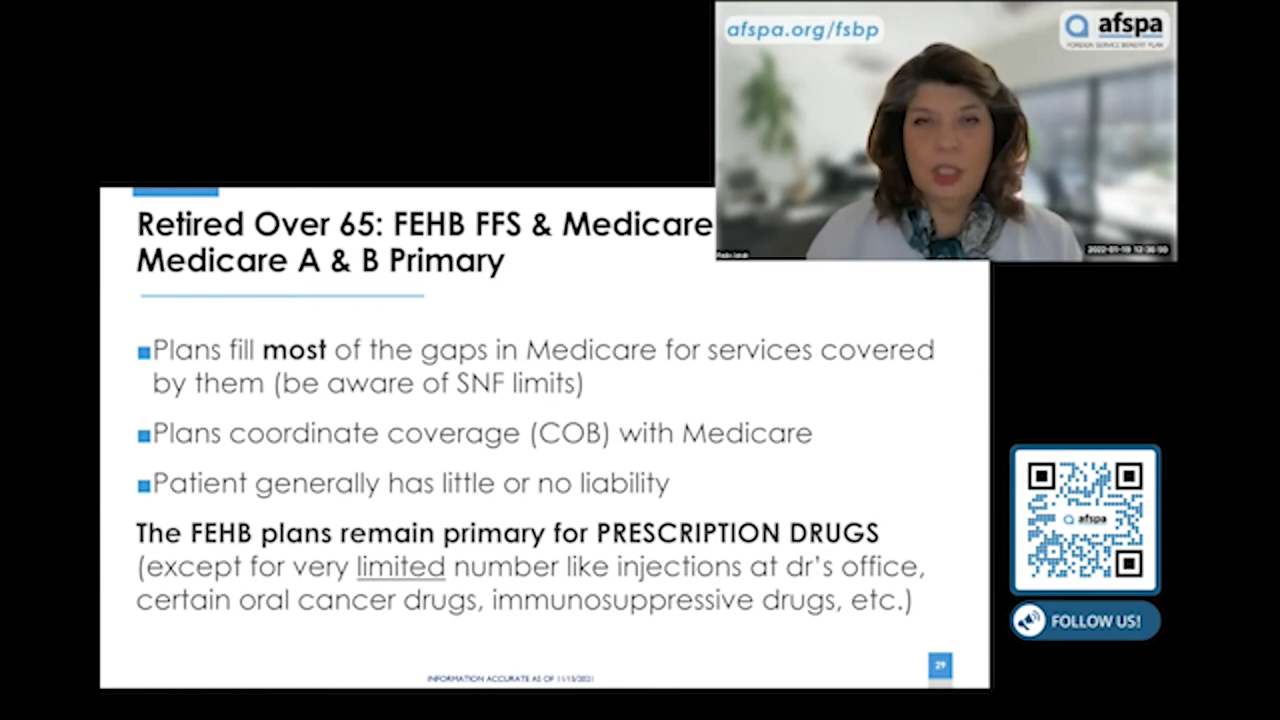 afspa.org/fsbp
afspa
FOREIGN SERVICE BENEFIT PLAN
Retired Over 65: FEHB FFS & Medicare
Medicare A & B Primary
2022-01-19
■Plans fill most of the gaps in Medicare for services covered
by them (be aware of SNF limits)
■Plans coordinate coverage (COB) with Medicare
■Patient generally has little or no liability
The FEHB plans remain primary for PRESCRIPTION DRUGS
(except for very limited number like injections at dr's office,
certain oral cancer drugs, immunosuppressive drugs, etc.)
afspa
FOLLOW US!
29
INFORMATION ACCURATE AS OF 11/15/2021